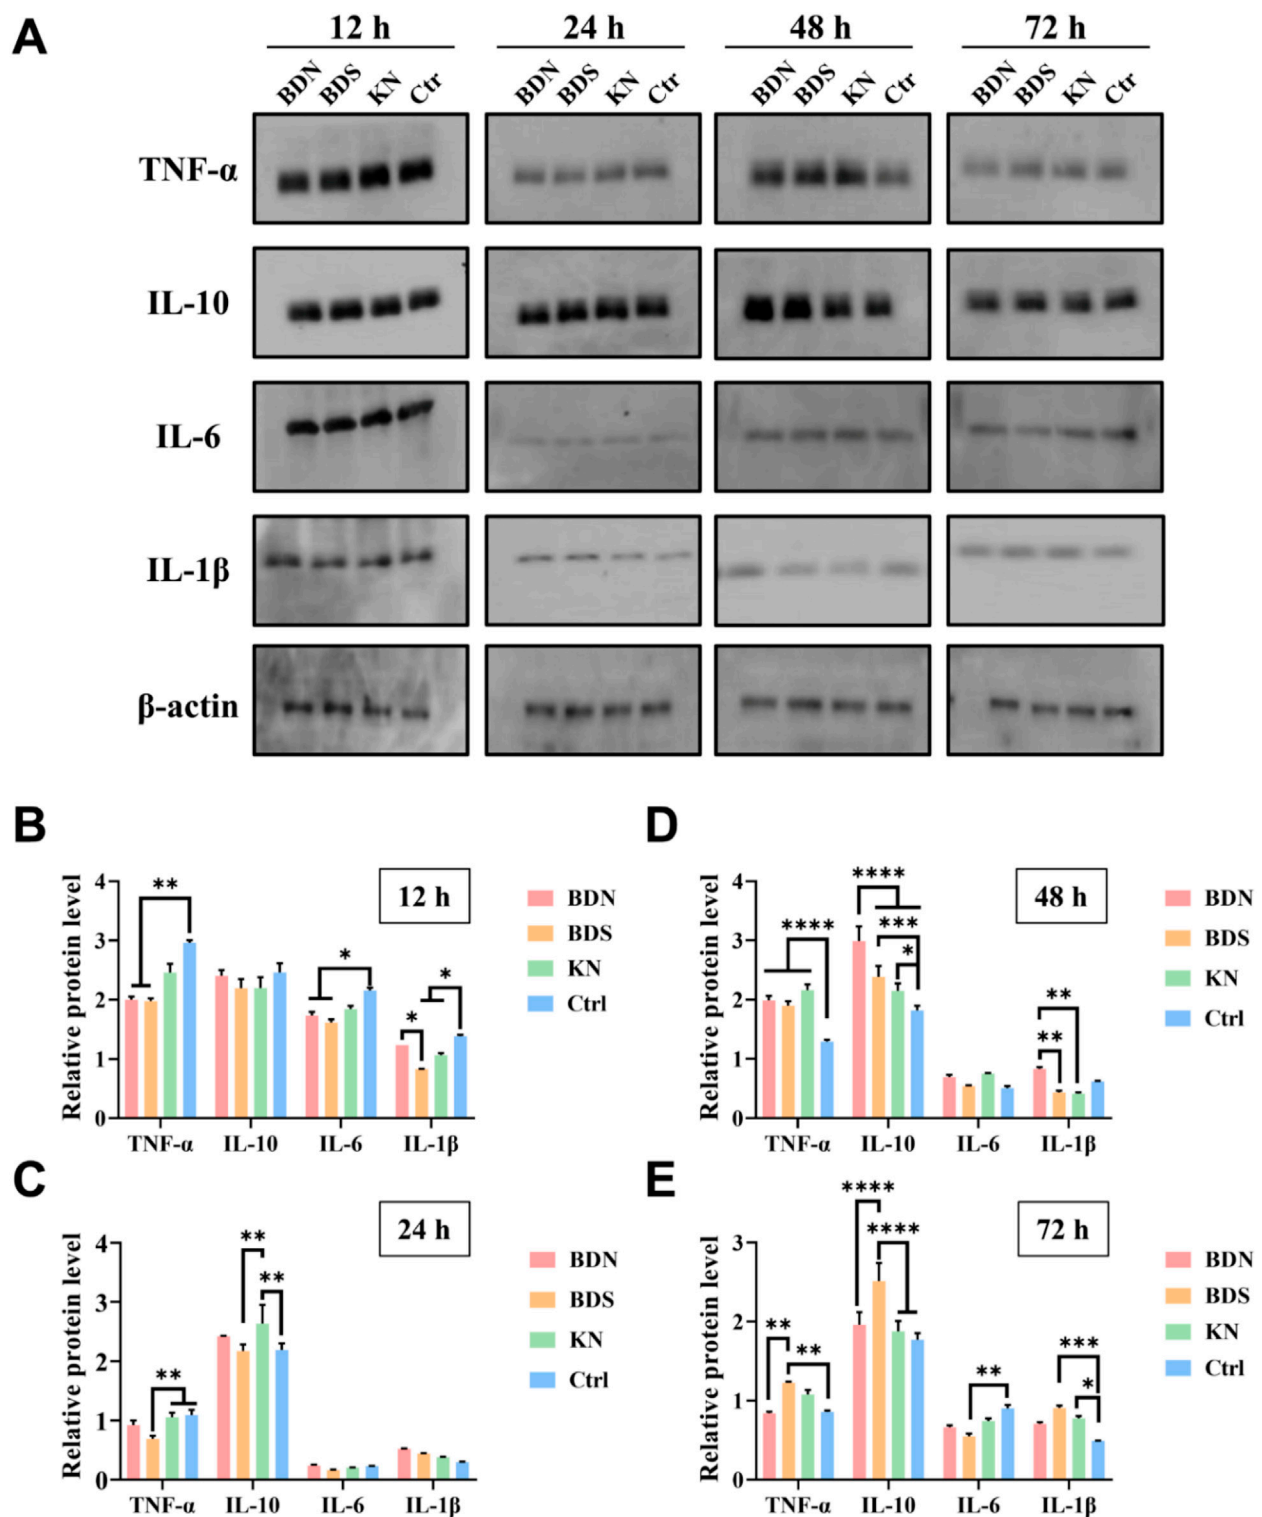 A
12 h 24 h 48 h 72 h
BDN BDS KN Ctr BDN BDS KN Ctr BDN BDS KN Ctr BDN BDS KN Ctr
TNF-α
IL-10
IL-6
IL-1β
β-actin
B
12 h
Relative protein level
4
3
2
1
0
**
*
*
*
TNF-α IL-10 IL-6 IL-1β
BDN
BDS
KN
Ctrl
D
48 h
Relative protein level
4
3
2
1
0
****
****
***
*
**
**
TNF-α IL-10 IL-6 IL-1β
BDN
BDS
KN
Ctrl
C
24 h
Relative protein level
4
3
2
1
0
**
**
**
TNF-α IL-10 IL-6 IL-1β
BDN
BDS
KN
Ctrl
E
72 h
Relative protein level
3
2
1
0
****
****
**
**
**
***
*
TNF-α IL-10 IL-6 IL-1β
BDN
BDS
KN
Ctrl